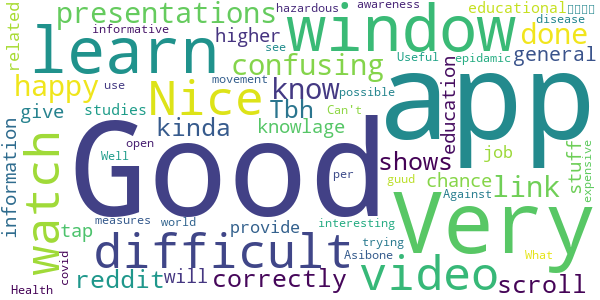 hazardous awareness
presentations window educational
informative disease
related learn higher see done
Useful epidamic
confusing general
happy Nice know app
movement possible
use
give studies Tbh Can't education
information watch kinda knowlage
Good shows job stuff
open Well
per chance link expensive
guud Against
measures world provide interesting Very
tap difficult trying What
Asibone
covid reddit will correctly video scroll
Health